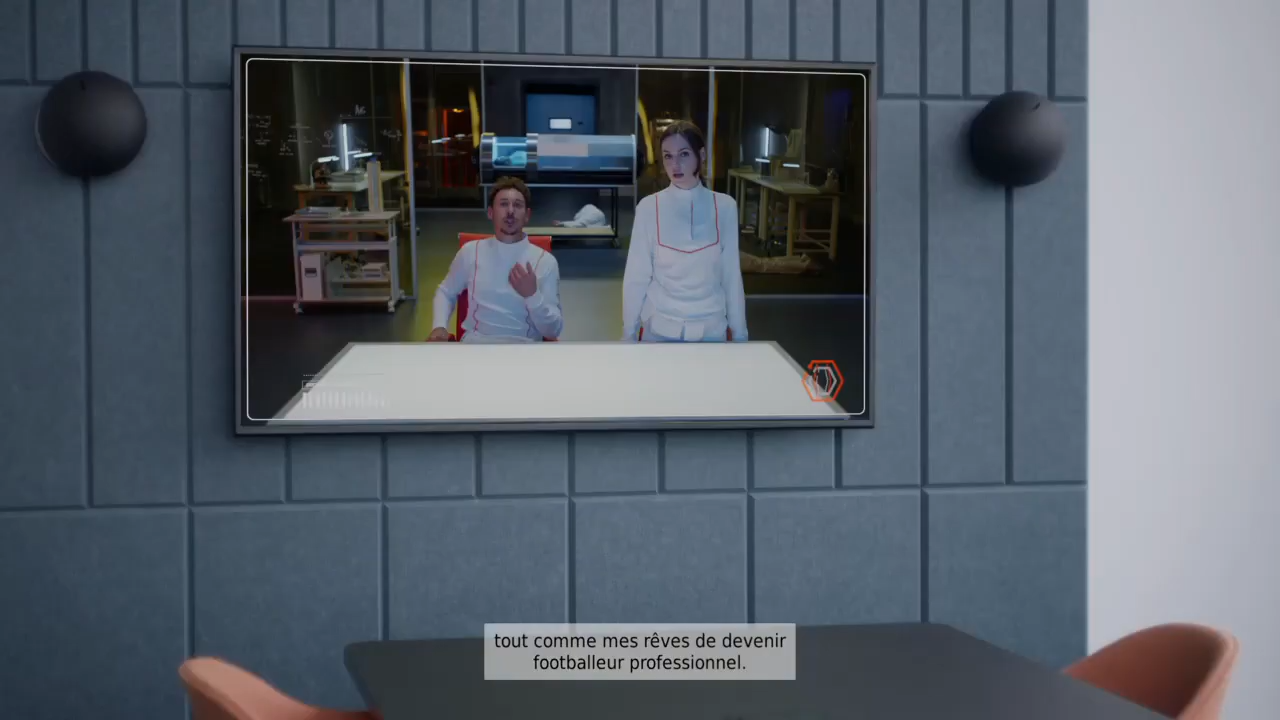 tout comme mes rêves de devenir
footballeur professionnel.